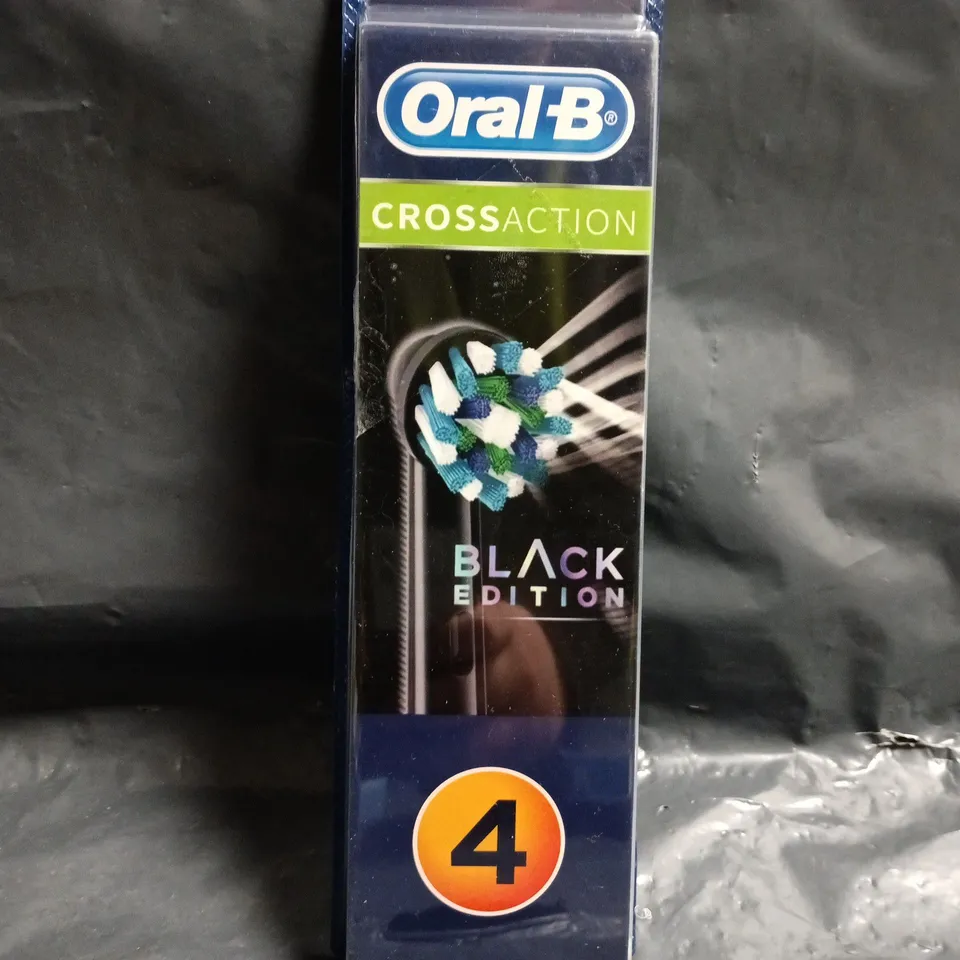 Oral-B®
CROSSACTION
BLACK
EDITION
4